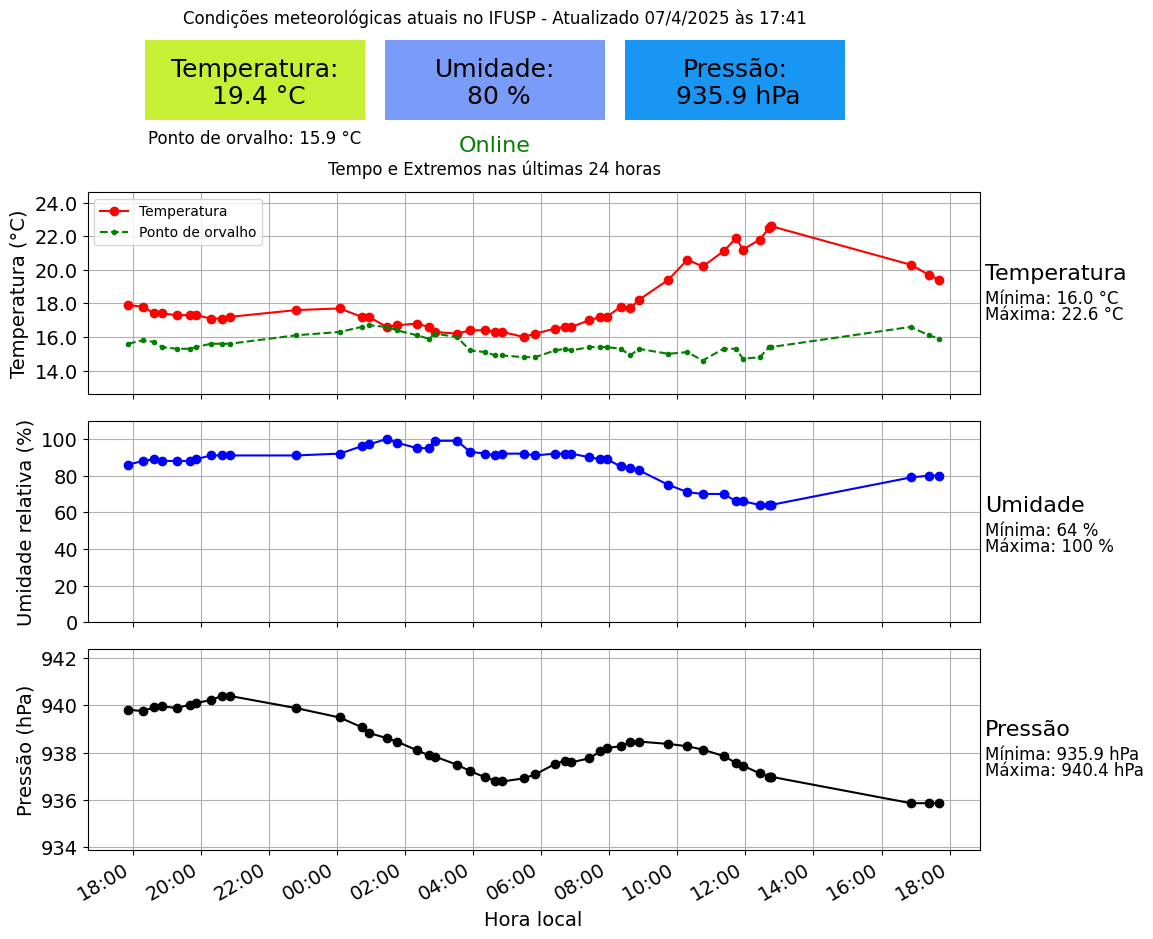 Condições meteorológicas atuais no IFUSP - Atualizado 07/4/2025 às 17:41
Temperatura:
19.4 °C
Umidade:
80 %
Pressão:
935.9 hPa
Ponto de orvalho: 15.9 °C
Online
Tempo e Extremos nas últimas 24 horas
Temperatura (°C)
24.0
22.0
20.0
18.0
16.0
14.0
Temperatura
Ponto de orvalho
Temperatura
Mínima: 16.0 °C
Máxima: 22.6 °C
Umidade relativa (%)
100
80
60
40
20
0
Umidade
Mínima: 64 %
Máxima: 100 %
Pressão (hPa)
942
940
938
936
934
Pressão
Mínima: 935.9 hPa
Máxima: 940.4 hPa
18:00
20:00
22:00
00:00
02:00
04:00
06:00
08:00
10:00
12:00
14:00
16:00
18:00
Hora local